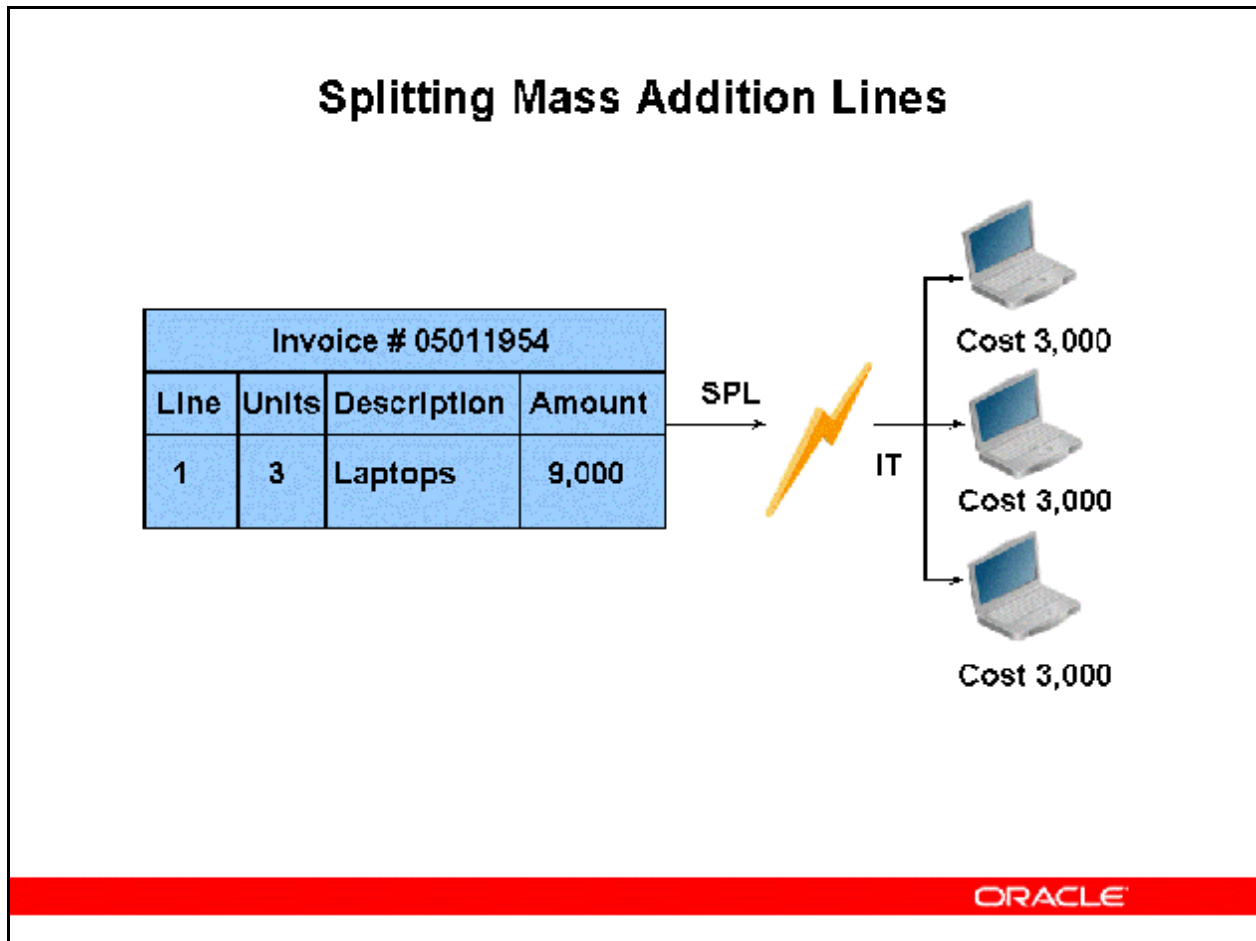 Splitting Mass Addition Lines
Invoice # 05011954
Line Units Description Amount
1 3 Laptops 9,000
SPL
IT
Cost 3,000
Cost 3,000
Cost 3,000
ORACLE